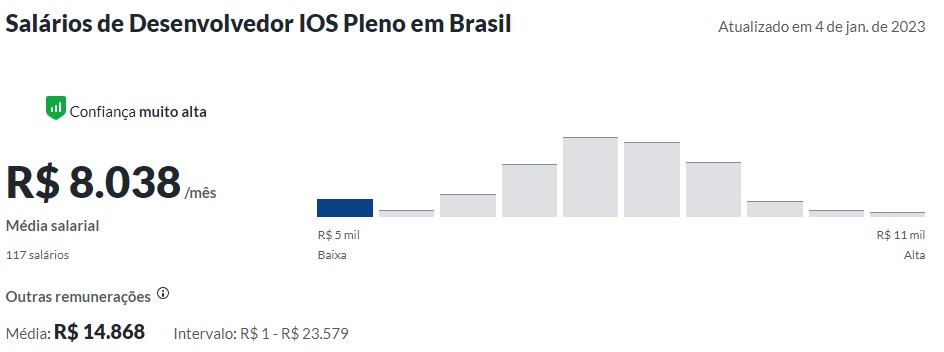 Salários de Desenvolvedor IOS Pleno em Brasil
Atualizado em 4 de jan. de 2023
Confiança muito alta
R$ 8.038 /mês
Média salarial
117 salários
R$ 5 mil
R$ 11 mil
Baixa
Alta
Outras remunerações
Média: R$ 14.868
Intervalo: R$ 1 - R$ 23.579